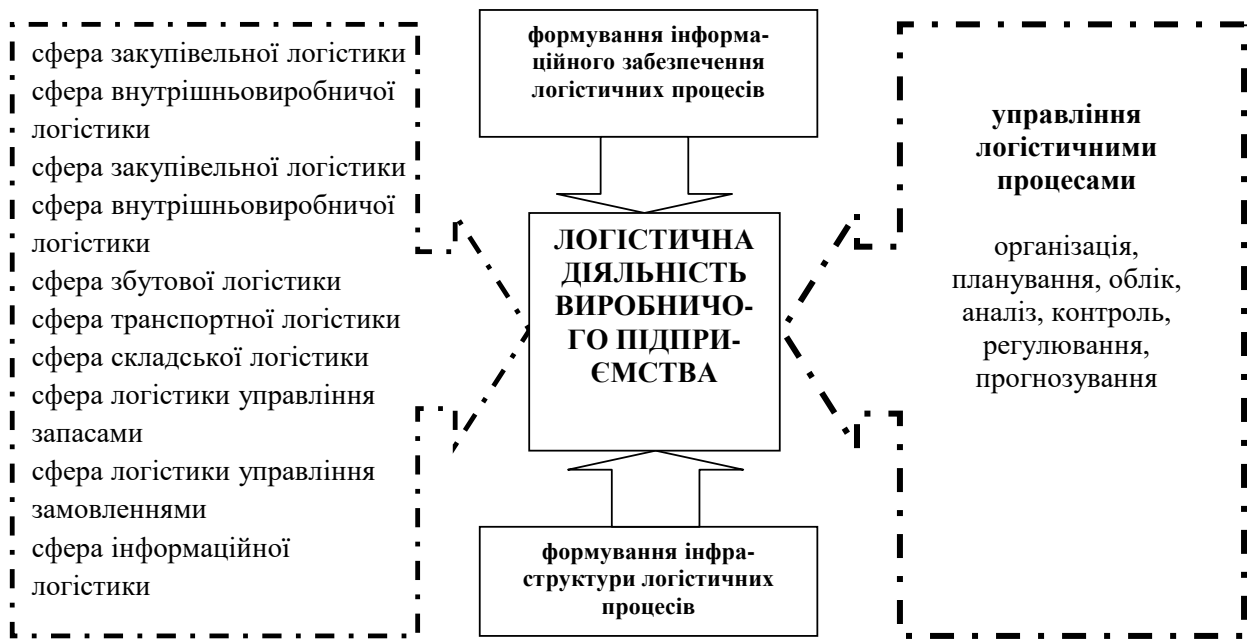 сфера закупівельної логістики
сфера внутрішньовиробничої
логістики
сфера закупівельної логістики
сфера внутрішньовиробничої
логістики
сфера збутової логістики
сфера транспортної логістики
сфера складської логістики
сфера логістики управління
запасами
сфера логістики управління
замовленнями
сфера інформаційної
логістики
формування інформа-
ційного забезпечення
логістичних процесів
ЛОГІСТИЧНА
ДІЯЛЬНІСТЬ
ВИРОБНИЧО-
ГО ПІДПРИ-
ЄМСТВА
формування інфра-
структури логістичних
процесів
управління
логістичними
процесами
організація,
планування, облік,
аналіз, контроль,
регулювання,
прогнозування